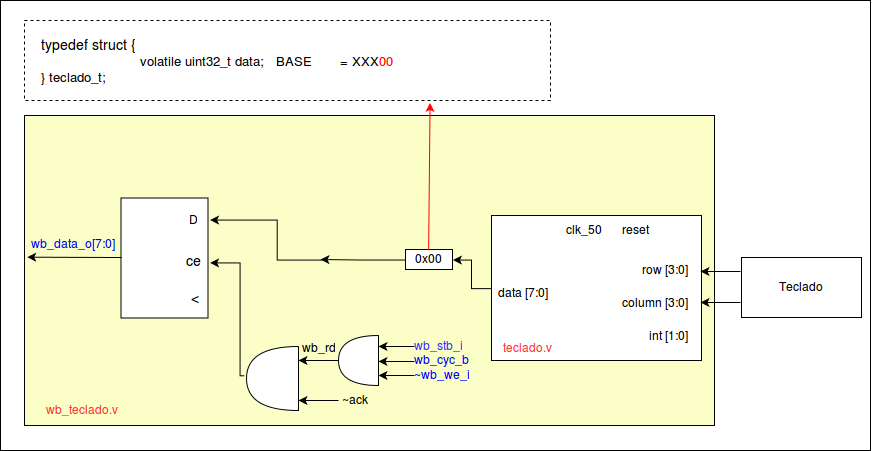 typedef struct {
volatile uint32_t data; BASE = XXX00
} teclado_t;
D
wb_data_o[7:0]
ce
<
0x00
clk_50 reset
row [3:0]
data [7:0]
column [3:0]
int [1:0]
teclado.v
Teclado
wb_rd
wb_stb_i
wb_cyc_b
~wb_we_i
~ack
wb_teclado.v